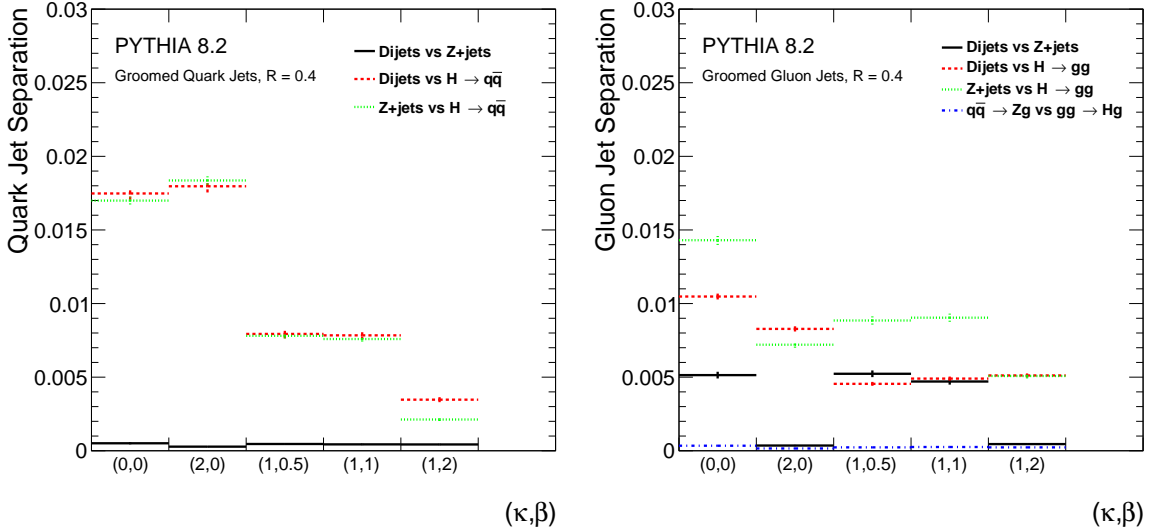 Quark Jet Separation
0.03
0.025
0.02
0.015
0.01
0.005
0
PYTHIA 8.2
Groomed Quark Jets, R = 0.4
Dijets vs Z+jets
Dijets vs H → qq̅
Z+jets vs H → qq̅
(0,0) (2,0) (1,0.5) (1,1) (1,2)
(κ,β)
Gluon Jet Separation
0.03
0.025
0.02
0.015
0.01
0.005
0
PYTHIA 8.2
Groomed Gluon Jets, R = 0.4
Dijets vs Z+jets
Dijets vs H → gg
Z+jets vs H → gg
qq̅ → Zg vs gg → Hg
(0,0) (2,0) (1,0.5) (1,1) (1,2)
(κ,β)